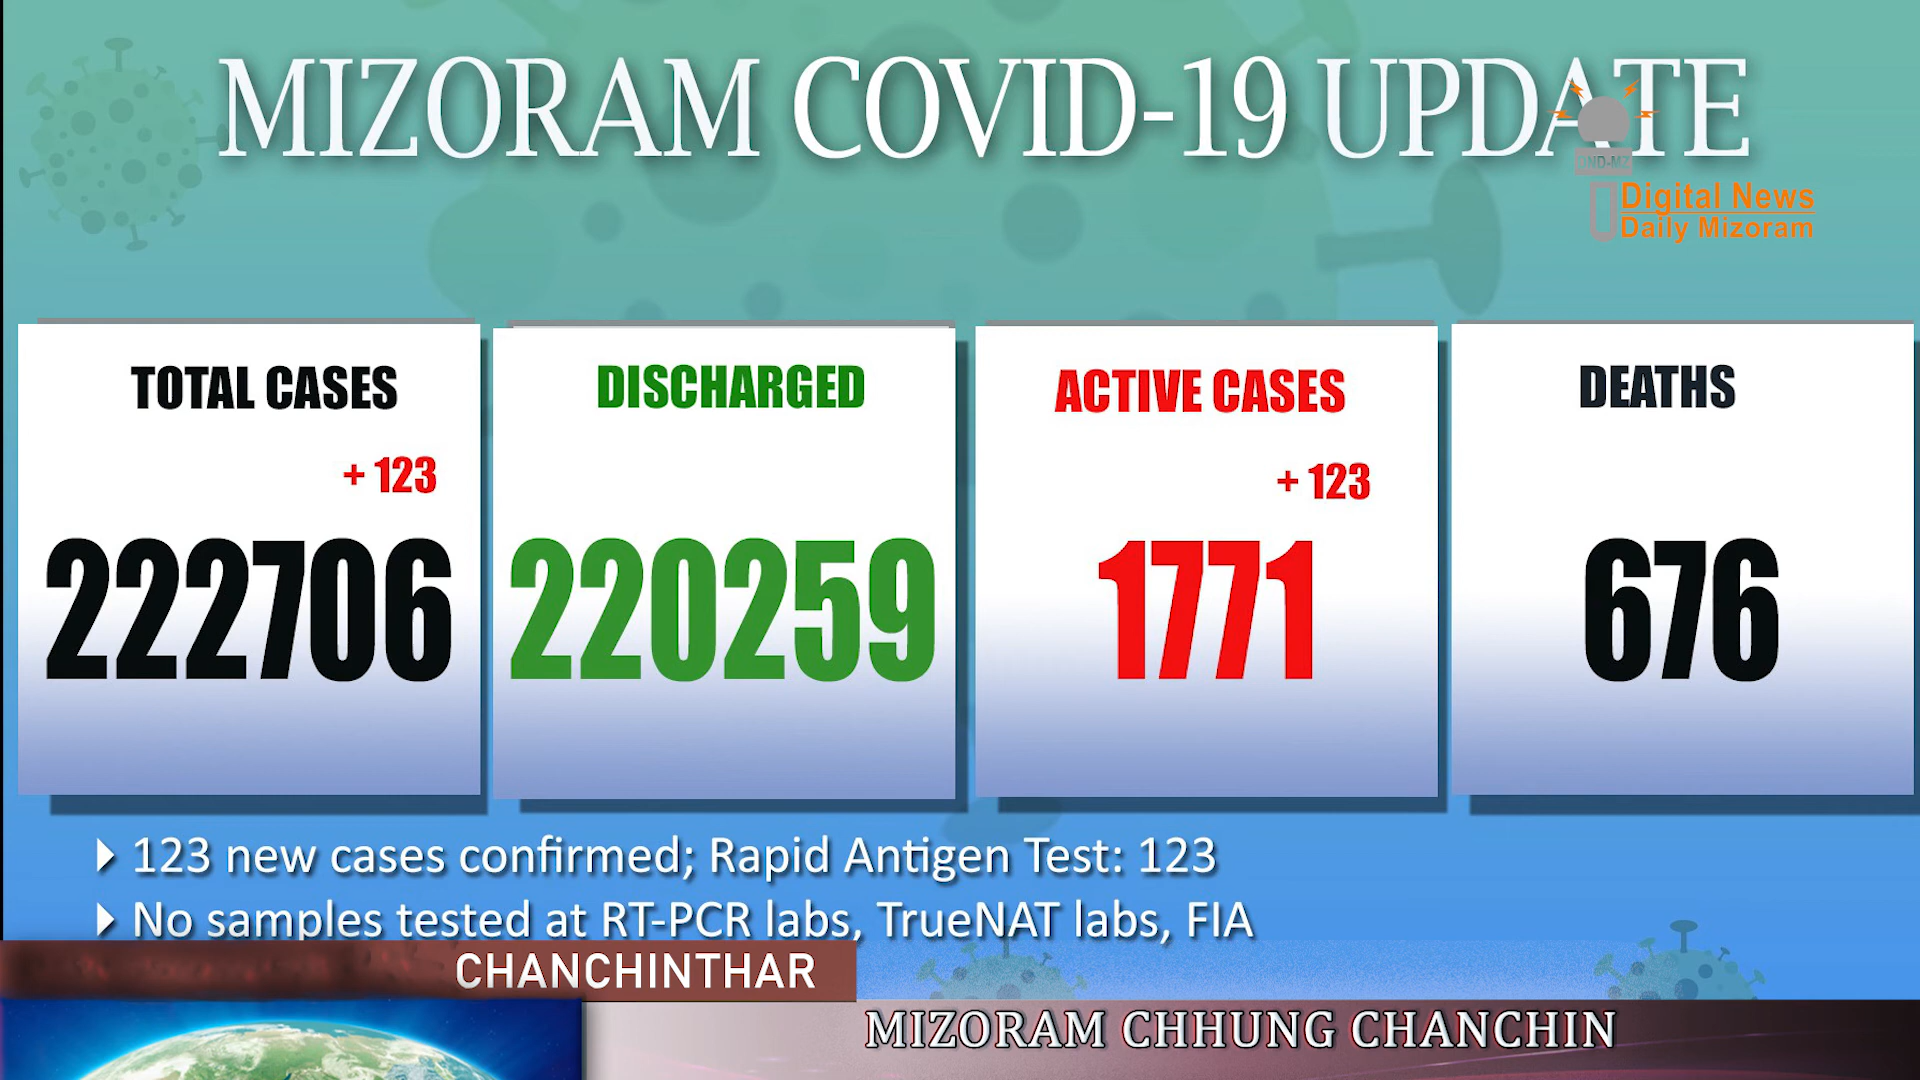 MIZORAM COVID-19 UPDATE
DND-MZ
Digital News
Daily Mizoram
TOTAL CASES
+ 123
222706
DISCHARGED
220259
ACTIVE CASES
+ 123
1771
DEATHS
676
123 new cases confirmed; Rapid Antigen Test: 123
No samples tested at RT-PCR labs, TrueNAT labs, FIA
CHANCHINTHAR
MIZORAM CHHUNG CHANCHIN